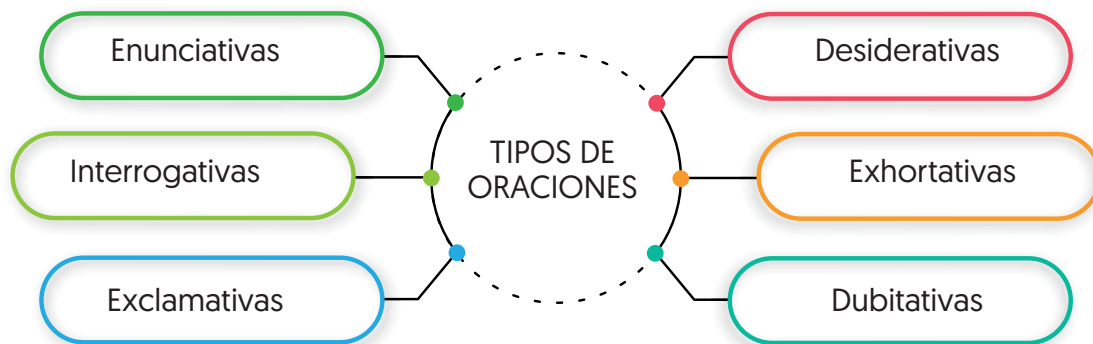 Enunciativas
Interrogativas
Exclamativas
TIPOS DE
ORACIONES
Desiderativas
Exhortativas
Dubitativas